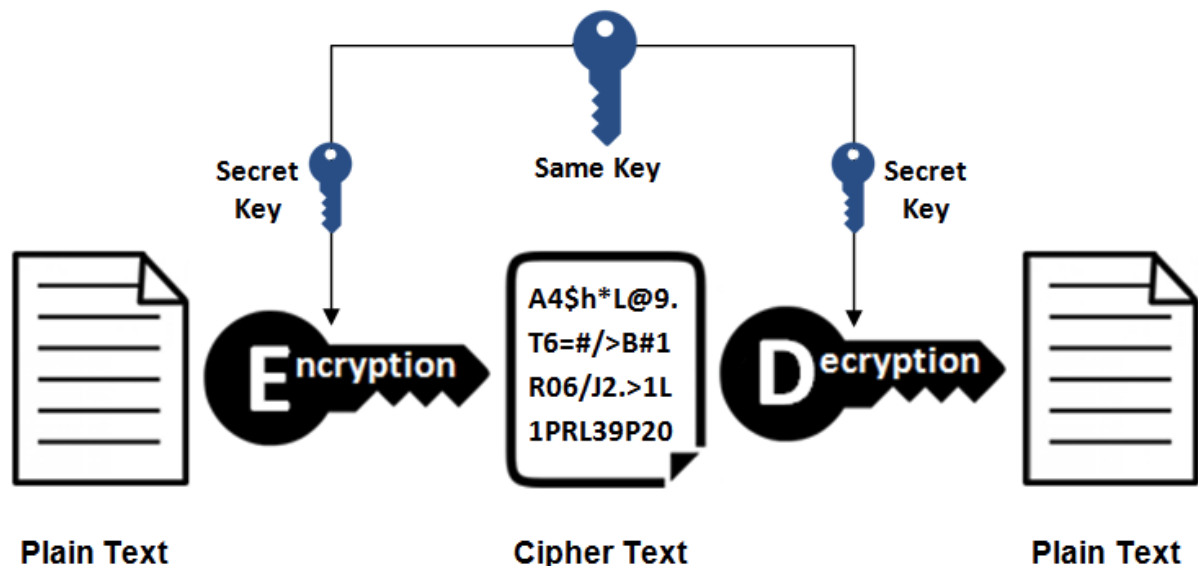 Same Key
Secret
Key
Secret
Key
Encryption
A4$h*L@9.
T6=#/>B#1
R06/J2.>1L
1PRL39P20
Decryption
Plain Text
Cipher Text
Plain Text